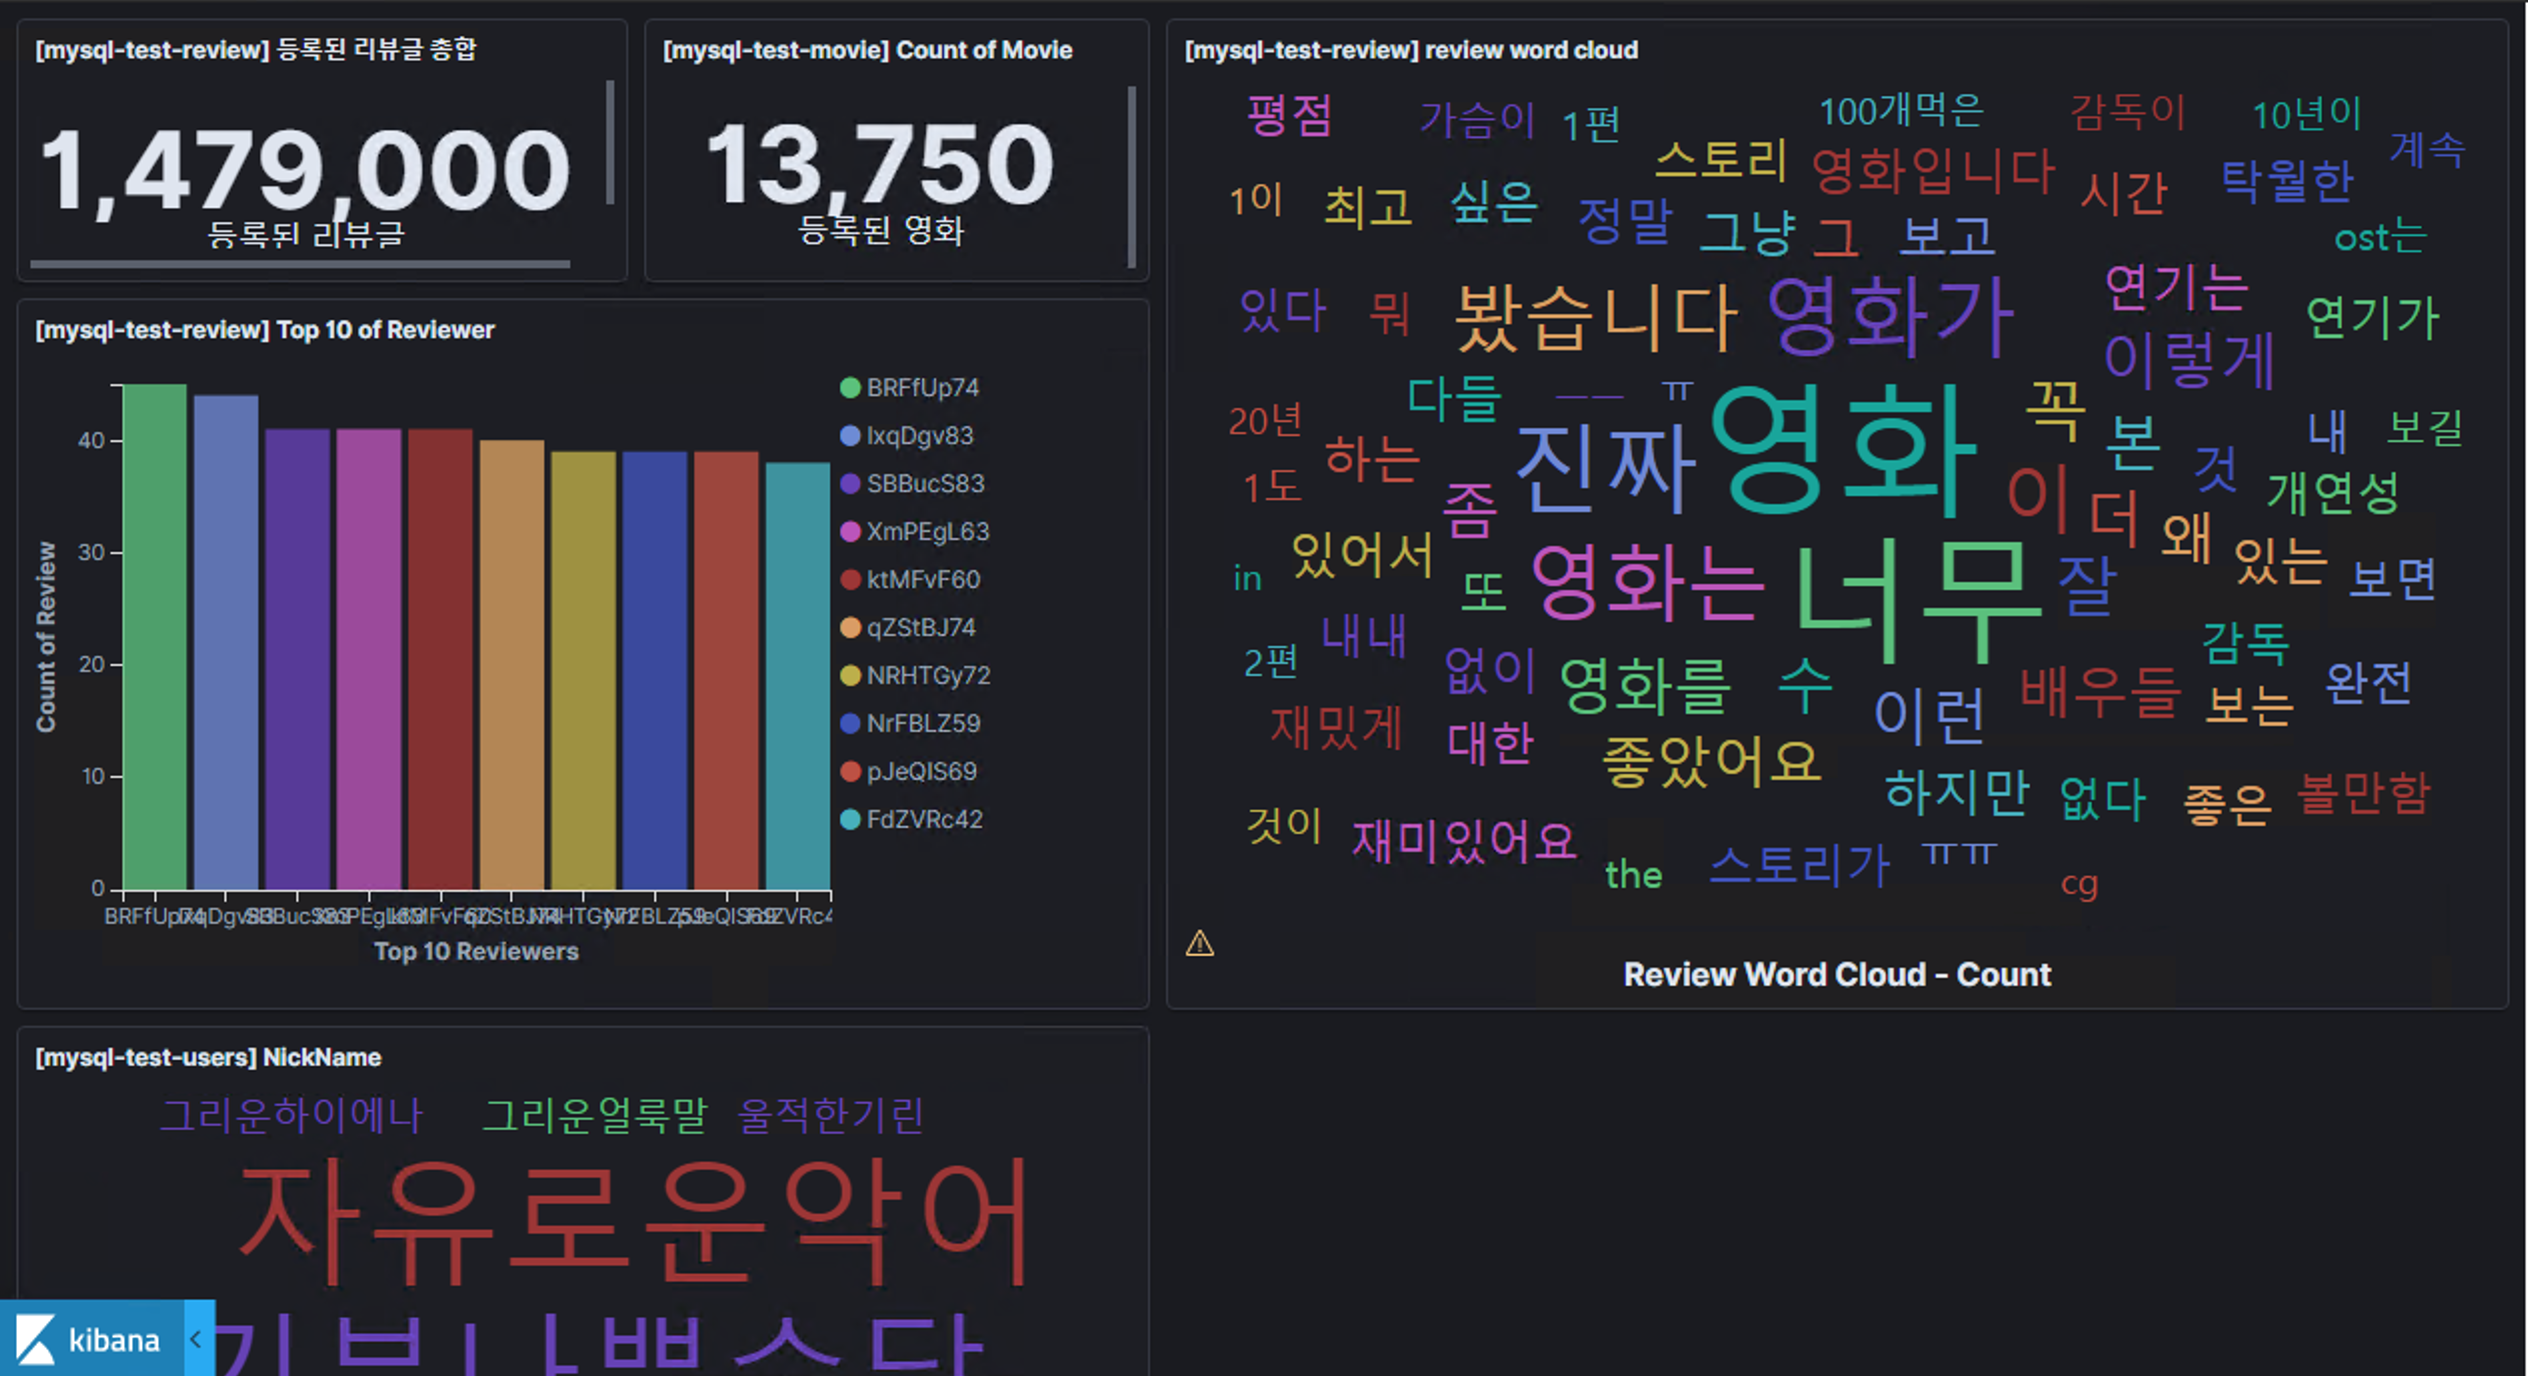 [mysql-test-review] 등록된 리뷰글 총합
1,479,000
등록된 리뷰글
[mysql-test-movie] Count of Movie
13,750
등록된 영화
[mysql-test-review] Top 10 of Reviewer
Count of Review
40
30
20
10
0
Top 10 Reviewers
BRFfUp74
IxqDgv83
SBBucS83
XmPEgL63
ktMFvF60
qZStBJ74
NRHTGy72
NrFBLZ59
pJeQIS69
FdZVRc42
[mysql-test-review] review word cloud
평점 가슴이 1편 100개먹은 감독이 10년이
스토리 영화입니다 계속
1이 최고 싶은 정말 그냥 그 보고 시간 탁월한
ost는
있다 뭐 봤습니다 영화가 연기는 연기가
이렇게
다들 ㅡㅡ ㅠ 영화 꼭
20년 하는 진짜 본 내 보길
1도 좀 이 더 것 개연성
있어서 왜 있는
in 또 영화는 너무 잘 보면
2편 내내 없이 영화를 수 감독 완전
재밌게 대한 이런 배우들 보는
좋았어요
하지만 없다 좋은 볼만함
것이 재미있어요 the 스토리가 ㅠㅠ cg
Review Word Cloud - Count
[mysql-test-users] NickName
그리운하이에나 그리운얼룩말 울적한기린
자유로운악어
kibana